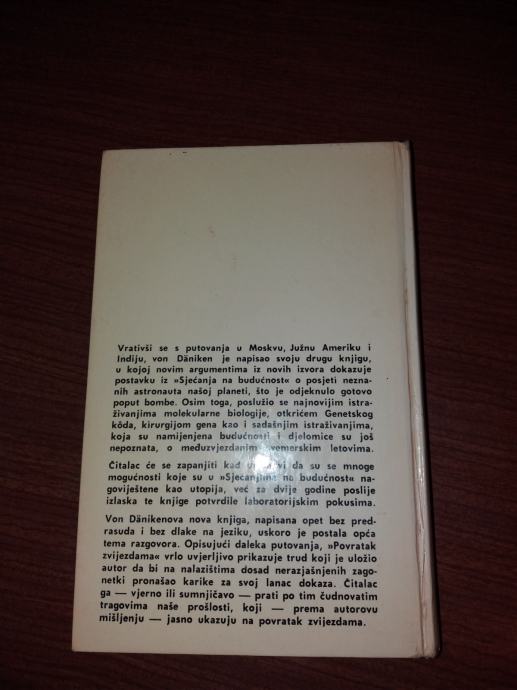 Vrativši se s putovanja u Moskvu, Južnu Ameriku i
Indiju, von Däniken je napisao svoju drugu knjigu,
u kojoj novim argumentima iz novih izvora dokazuje
postavku iz »Sjećanja na budućnost« o posjeti nezna-
nih astronauta našoj planeti, što je odjeknulo gotovo
poput bombe. Osim toga, poslužio se najnovijim istra-
živanjima molekularne biologije, otkrićem Genetskog
kôda, kirurgijom gena kao i sadašnjim istraživanjima,
koja su namijenjena budućnosti i djelomice su još
nepoznata, o međuzvjezdanim svemirskim letovima.
Čitalac će se zapanjiti kad ustanovi da su se mnoge
mogućnosti koje su u »Sjećanjima na budućnost« na-
goviještene kao utopija, već za dvije godine poslije
izlaska te knjige potvrdile laboratorijskim pokusima.
Von Dänikenova nova knjiga, napisana opet bez pred-
rasuda i bez dlake na jeziku, uskoro je postala opća
tema razgovora. Opisujući daleka putovanja, »Povratak
zvijezdama« vrlo uvjerljivo prikazuje trud koji je uložio
autor da bi na nalazištima dosad nerazjašnjenih zago-
netki pronašao karike za svoj lanac dokaza. Čitalac
ga — vjerno ili sumnjičavo — prati po tim čudnovatim
tragovima naše prošlosti, koji — prema autorovu
mišljenju — jasno ukazuju na povratak zvijezdama.